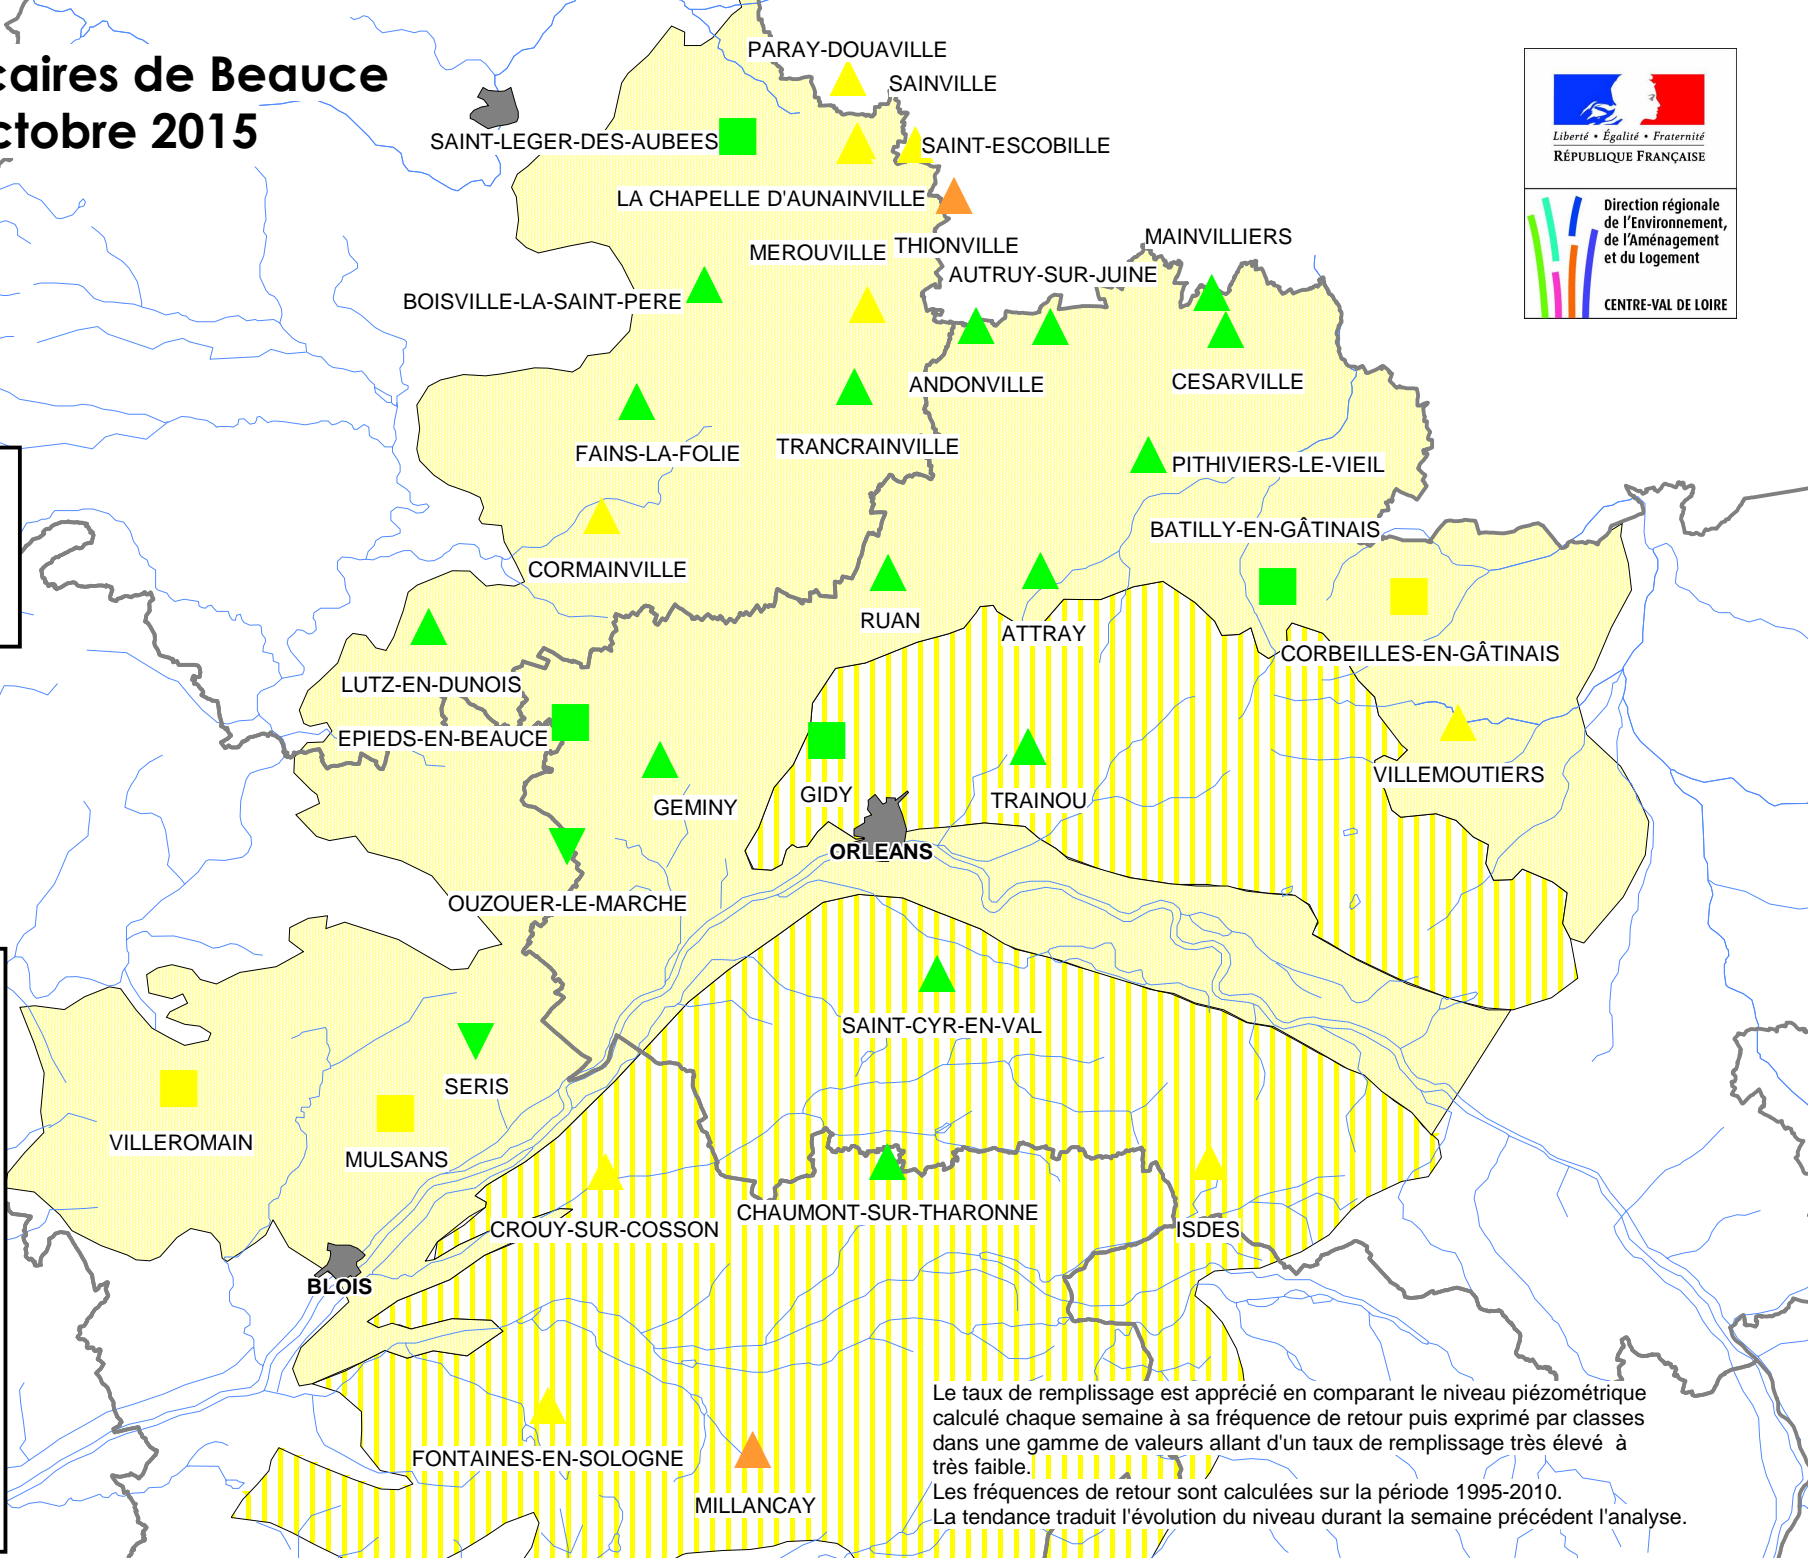 caires de Beauce
ctobre 2015
PARAY-DOUAVILLE
SAINVILLE
SAINT-LEGER-DES-AUBEES
SAINT-ESCOBILLE
LA CHAPELLE D'AUNAINVILLE
MEROUVILLE
THIONVILLE
MAINVILLIERS
AUTRUY-SUR-JUINE
BOISVILLE-LA-SAINT-PERE
ANDONVILLE
CESARVILLE
FAINS-LA-FOLIE
TRANCRAINVILLE
PITHIVIERS-LE-VIEIL
BATILLY-EN-GÂTINAIS
CORMAINVILLE
RUAN
ATTRAY
CORBEILLES-EN-GÂTINAIS
LUTZ-EN-DUNOIS
EPIEDS-EN-BEAUCE
VILLEMOUTIERS
GEMINY
GIDY
TRAINOU
ORLEANS
OUZOUER-LE-MARCHE
SAINT-CYR-EN-VAL
SERIS
VILLEROMAIN
MULSANS
CROUY-SUR-COSSON
CHAUMONT-SUR-THARONNE
ISDES
BLOIS
FONTAINES-EN-SOLOGNE
MILLANCAY
Liberté • Égalité • Fraternité
RÉPUBLIQUE FRANÇAISE
Direction régionale
de l'Environnement,
de l'Aménagement
et du Logement
CENTRE-VAL DE LOIRE
Le taux de remplissage est apprécié en comparant le niveau piézométrique
calculé chaque semaine à sa fréquence de retour puis exprimé par classes
dans une gamme de valeurs allant d'un taux de remplissage très élevé à
très faible.
Les fréquences de retour sont calculées sur la période 1995-2010.
La tendance traduit l'évolution du niveau durant la semaine précédent l'analyse.